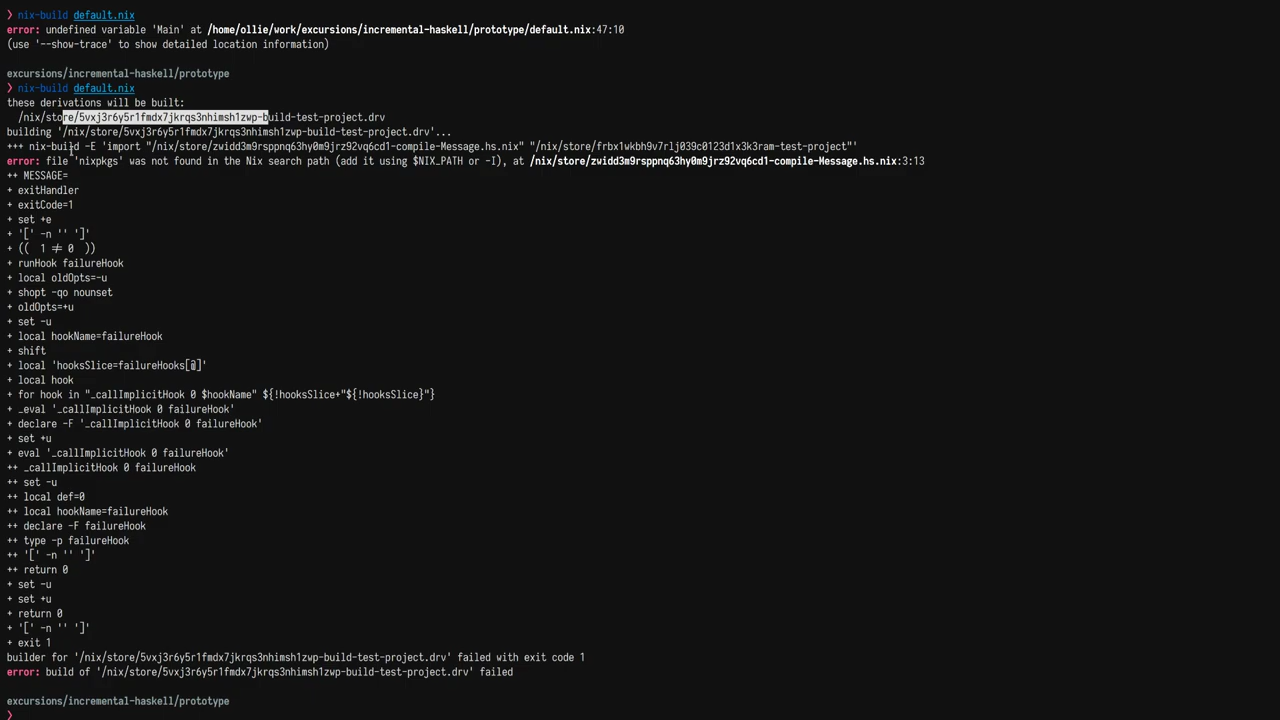 ❯ nix-build default.nix
error: undefined variable 'Main' at /home/ollie/work/excursions/incremental-haskell/prototype/default.nix:47:10
(use '--show-trace' to show detailed location information)
excursions/incremental-haskell/prototype
❯ nix-build default.nix
these derivations will be built:
  /nix/store/5vxj3r6y5r1fmdx7jkrqs3nhimsh1zwp-build-test-project.drv
building '/nix/store/5vxj3r6y5r1fmdx7jkrqs3nhimsh1zwp-build-test-project.drv'...
+++ nix-build -E 'import "/nix/store/zwidd3m9rsppnq63hy0m9jrz92vq6cd1-compile-Message.hs.nix" "/nix/store/frbx1wkbh9v7rlj039c0123d1x3k3ram-test-project"'
error: file 'nixpkgs' was not found in the Nix search path (add it using $NIX_PATH or -I), at /nix/store/zwidd3m9rsppnq63hy0m9jrz92vq6cd1-compile-Message.hs.nix:3:13
++ MESSAGE=
+ exitHandler
+ exitCode=1
+ set +e
+ '[' -n '' ']'
+ ((  1 ≠ 0  ))
+ runHook failureHook
+ local oldOpts=-u
+ shopt -qo nounset
+ oldOpts=+u
+ set -u
+ local hookName=failureHook
+ shift
+ local 'hooksSlice=failureHooks[@]'
+ local hook
+ for hook in "_callImplicitHook 0 $hookName" ${!hooksSlice+"${!hooksSlice}"}
+ _eval '_callImplicitHook 0 failureHook'
+ declare -F '_callImplicitHook 0 failureHook'
+ set +u
+ eval '_callImplicitHook 0 failureHook'
++ _callImplicitHook 0 failureHook
++ set -u
++ local def=0
++ local hookName=failureHook
++ declare -F failureHook
++ type -p failureHook
++ '[' -n '' ']'
++ return 0
+ set -u
+ set +u
+ return 0
+ '[' -n '' ']'
+ exit 1
builder for '/nix/store/5vxj3r6y5r1fmdx7jkrqs3nhimsh1zwp-build-test-project.drv' failed with exit code 1
error: build of '/nix/store/5vxj3r6y5r1fmdx7jkrqs3nhimsh1zwp-build-test-project.drv' failed
excursions/incremental-haskell/prototype
❯